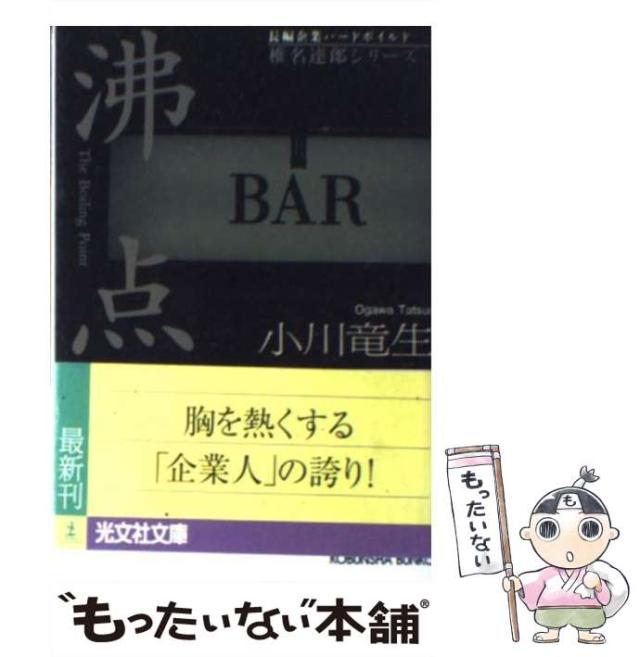 長編企業ハードボイルド
椎名達郎シリーズ
沸点
The Boiling Point
BAR
Ogawa Tatsu
小川竜生
胸を熱くする
「企業人」の誇り!
最新刊
光文社文庫
KOBUNSHA BUNKO
“もったいない”本舗®
も
もったいない